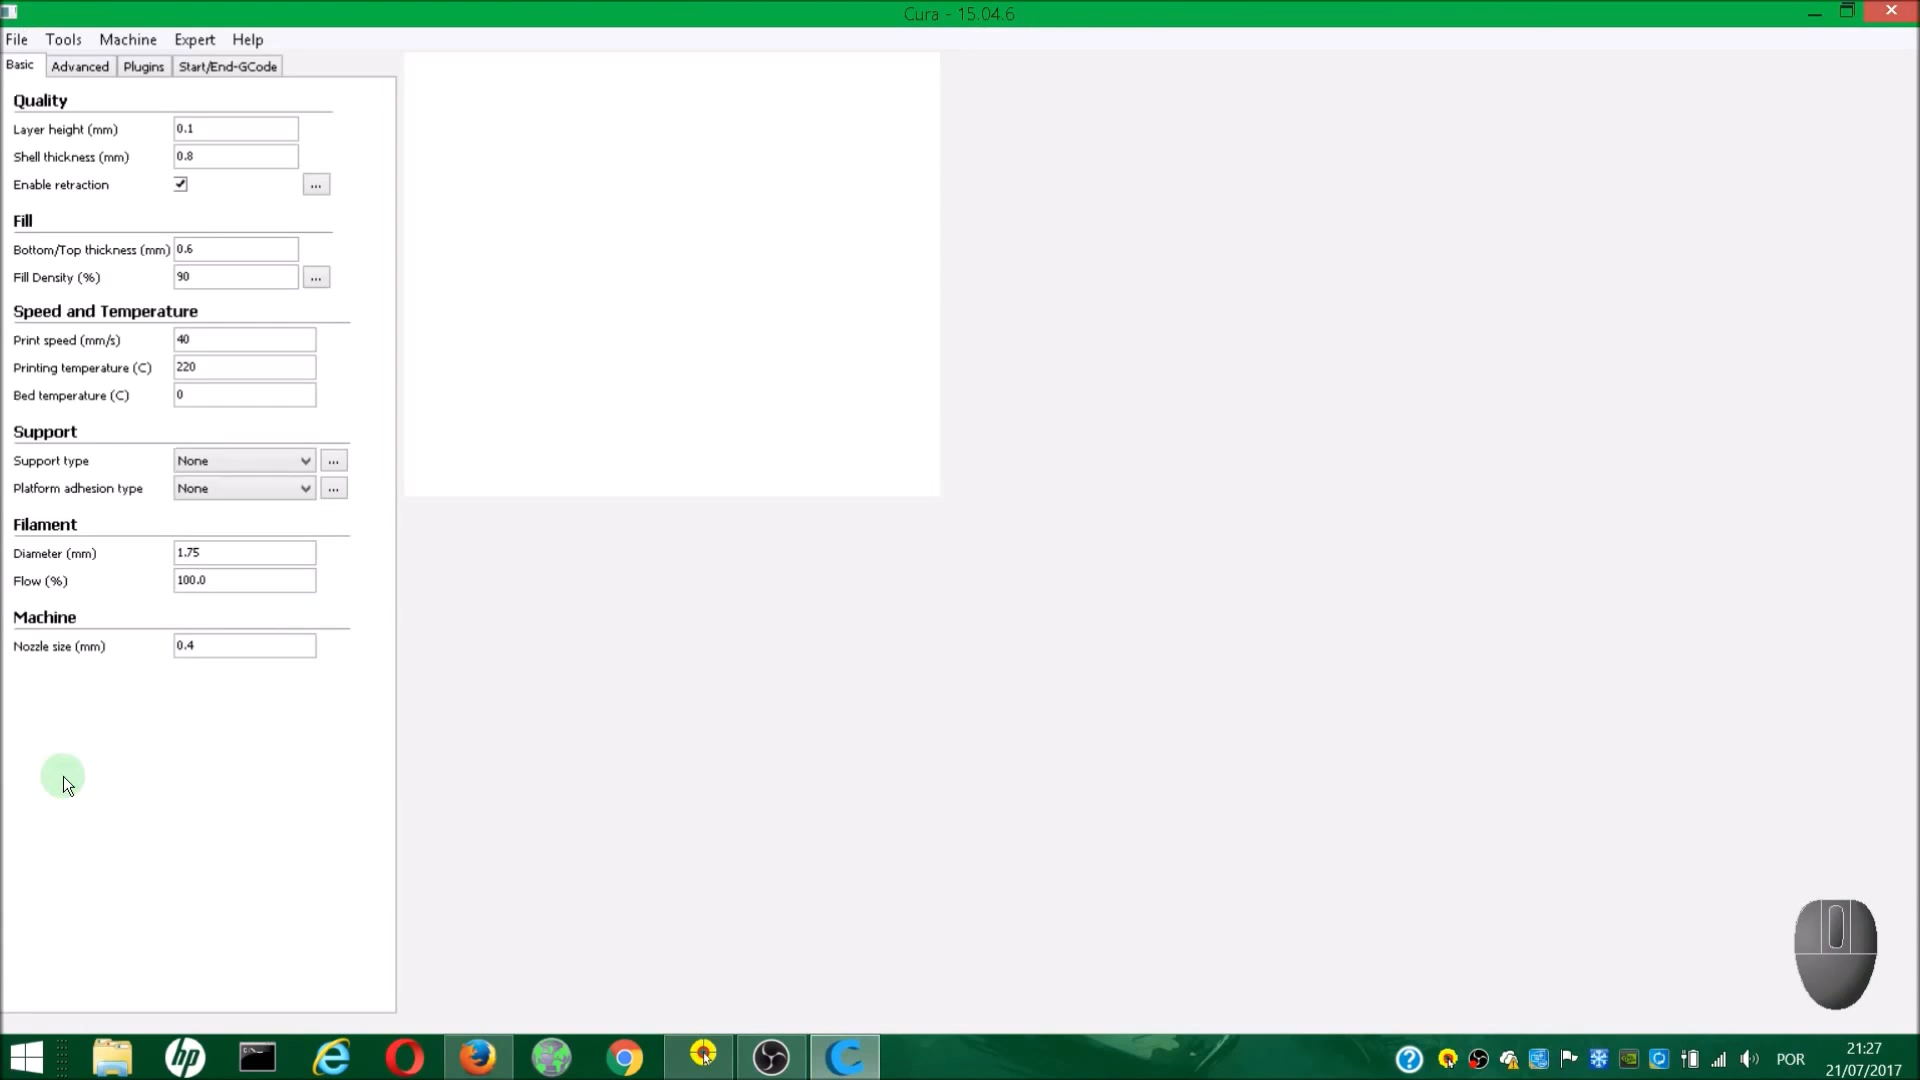 Cura - 15.04.6
File Tools Machine Expert Help
Basic Advanced Plugins Start/End-GCode
Quality
Layer height (mm) 0.1
Shell thickness (mm) 0.8
Enable retraction ...
Fill
Bottom/Top thickness (mm) 0.6
Fill Density (%) 90 ...
Speed and Temperature
Print speed (mm/s) 40
Printing temperature (C) 220
Bed temperature (C) 0
Support
Support type None ...
Platform adhesion type None ...
Filament
Diameter (mm) 1.75
Flow (%) 100.0
Machine
Nozzle size (mm) 0.4
hp
POR
21:27
21/07/2017